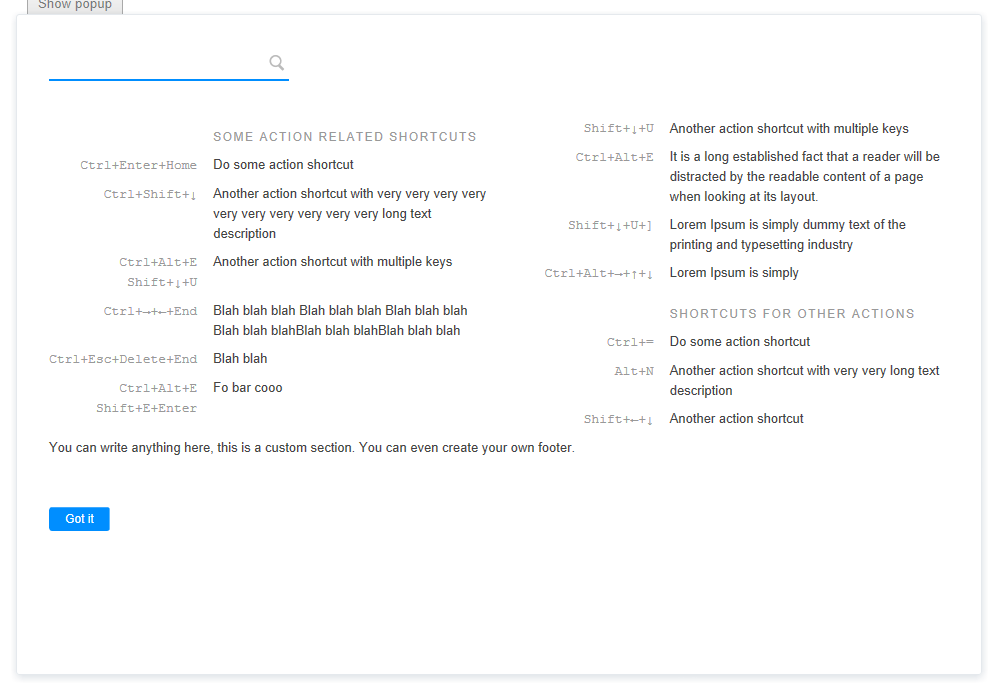 Show popup
SOME ACTION RELATED SHORTCUTS
Ctrl+Enter+Home Do some action shortcut
Ctrl+Shift+↓ Another action shortcut with very very very very
very very very very very very long text
description
Ctrl+Alt+E Another action shortcut with multiple keys
Shift+↓+U
Ctrl+→+←+End Blah blah blah Blah blah blah Blah blah blah
Blah blah blahBlah blah blahBlah blah blah
Ctrl+Esc+Delete+End Blah blah
Ctrl+Alt+E Fo bar cooo
Shift+E+Enter
Shift+↓+U Another action shortcut with multiple keys
Ctrl+Alt+E It is a long established fact that a reader will be
distracted by the readable content of a page
when looking at its layout.
Shift+↓+U+] Lorem Ipsum is simply dummy text of the
printing and typesetting industry
Ctrl+Alt+→+↑+↓ Lorem Ipsum is simply
SHORTCUTS FOR OTHER ACTIONS
Ctrl+= Do some action shortcut
Alt+N Another action shortcut with very very long text
description
Shift+←+↓ Another action shortcut
You can write anything here, this is a custom section. You can even create your own footer.
Got it